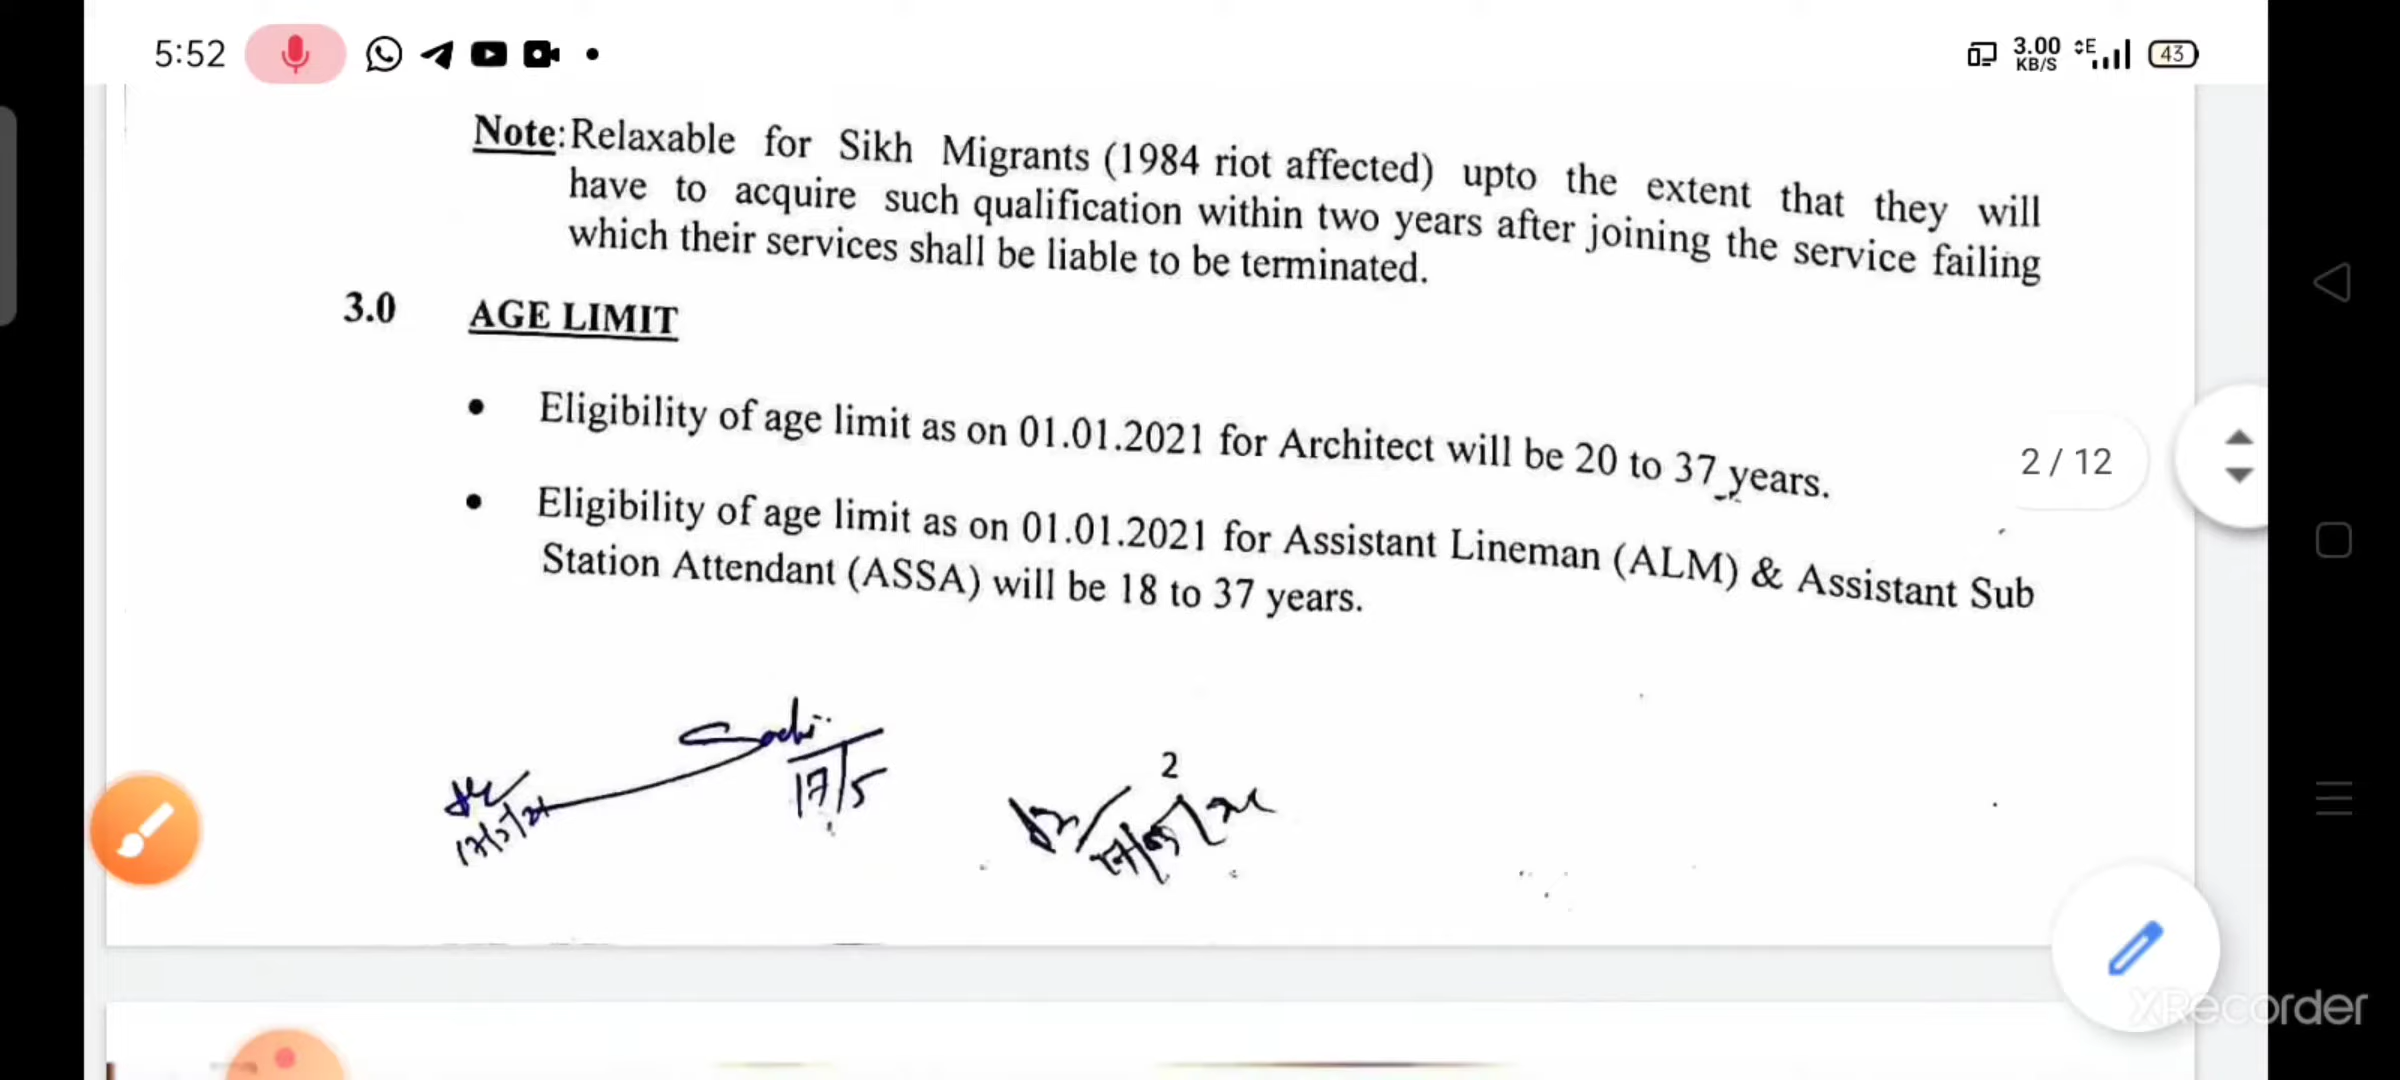 5:52
3.00
KB/S
E
43
Note: Relaxable for Sikh Migrants (1984 riot affected) upto the extent that they will
have to acquire such qualification within two years after joining the service failing
which their services shall be liable to be terminated.
3.0 AGE LIMIT
• Eligibility of age limit as on 01.01.2021 for Architect will be 20 to 37 years.
2 / 12
• Eligibility of age limit as on 01.01.2021 for Assistant Lineman (ALM) & Assistant Sub
Station Attendant (ASSA) will be 18 to 37 years.
17/5
2
XRecorder